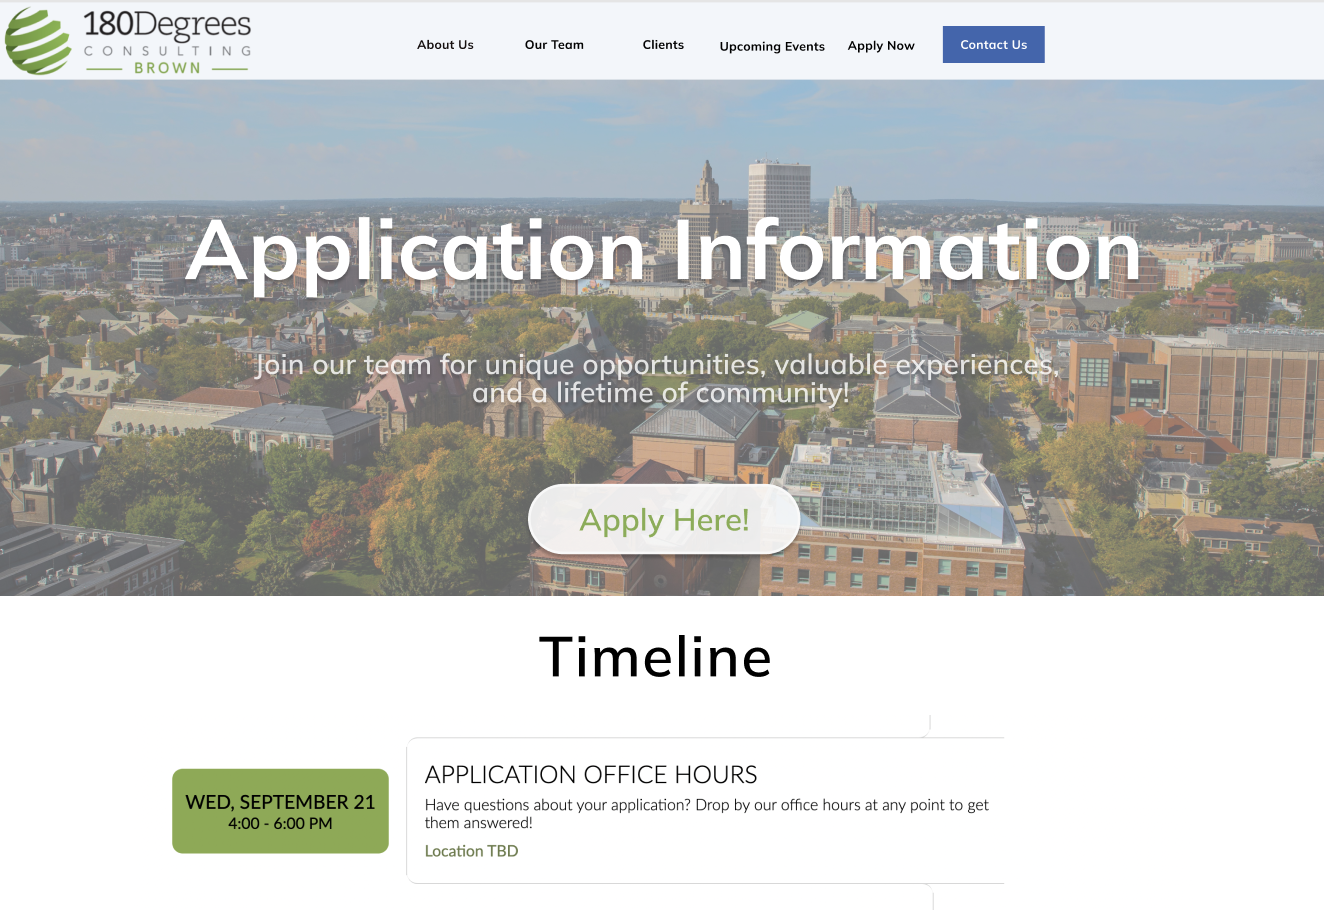 180Degrees
CONSULTING
BROWN
About Us
Our Team
Clients
Upcoming Events
Apply Now
Contact Us
Application Information
Join our team for unique opportunities, valuable experiences,
and a lifetime of community!
Apply Here!
Timeline
WED, SEPTEMBER 21
4:00 - 6:00 PM
APPLICATION OFFICE HOURS
Have questions about your application? Drop by our office hours at any point to get
them answered!
Location TBD